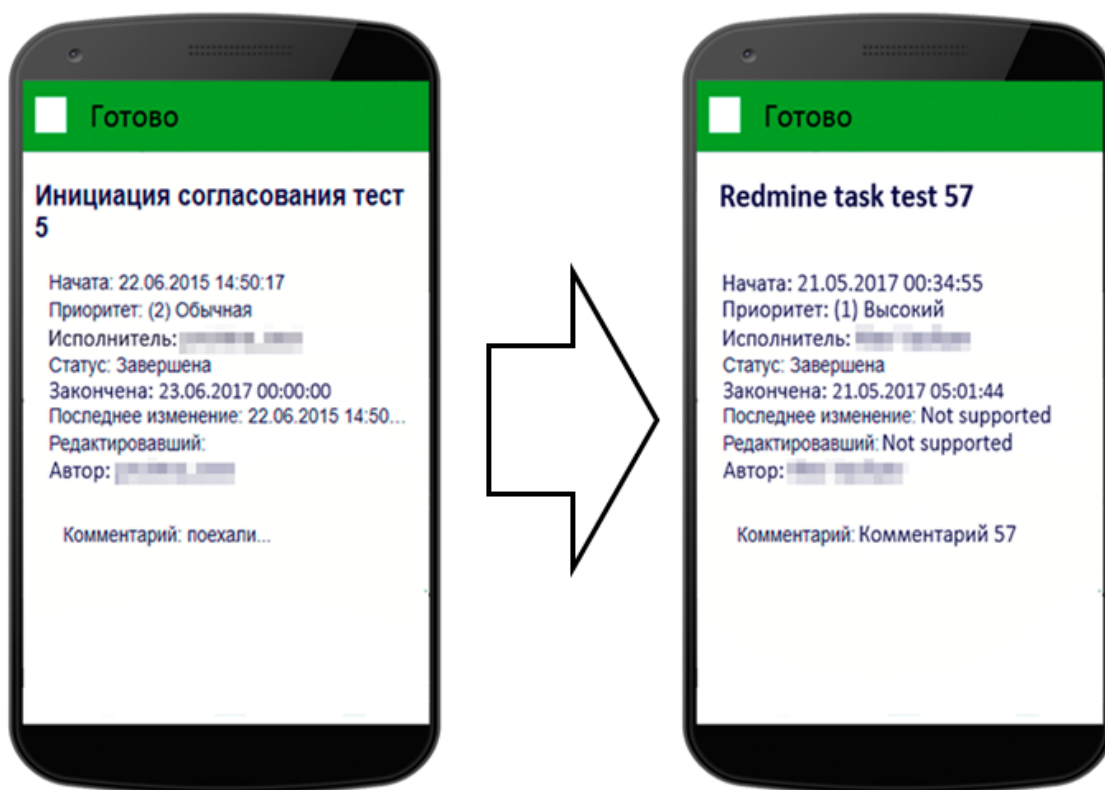 Готово
Инициация согласования тест
5
Начата: 22.06.2015 14:50:17
Приоритет: (2) Обычная
Исполнитель:
Статус: Завершена
Закончена: 23.06.2017 00:00:00
Последнее изменение: 22.06.2015 14:50...
Редактировавший:
Автор:
Комментарий: поехали...
Готово
Redmine task test 57
Начата: 21.05.2017 00:34:55
Приоритет: (1) Высокий
Исполнитель:
Статус: Завершена
Закончена: 21.05.2017 05:01:44
Последнее изменение: Not supported
Редактировавший: Not supported
Автор:
Комментарий: Комментарий 57